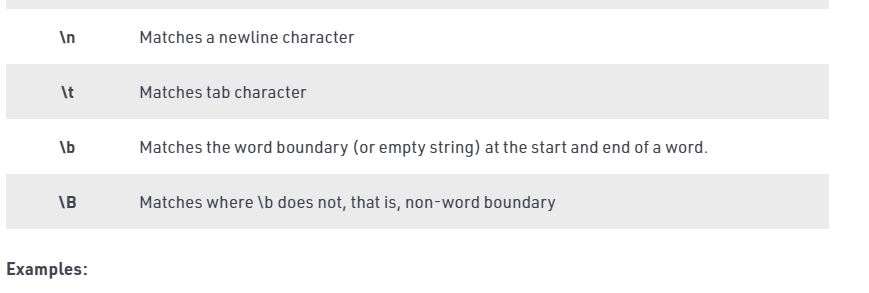 \n Matches a newline character
\t Matches tab character
\b Matches the word boundary (or empty string) at the start and end of a word.
\B Matches where \b does not, that is, non-word boundary
Examples: